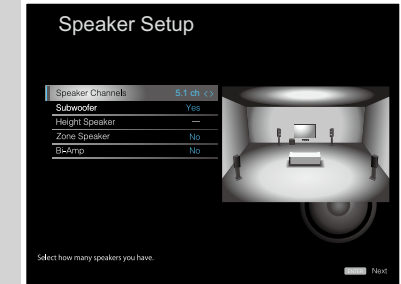 Speaker Setup
Speaker Channels 5.1 ch < >
Subwoofer Yes
Height Speaker —
Zone Speaker No
Bi-Amp No
Select how many speakers you have.
ENTER Next